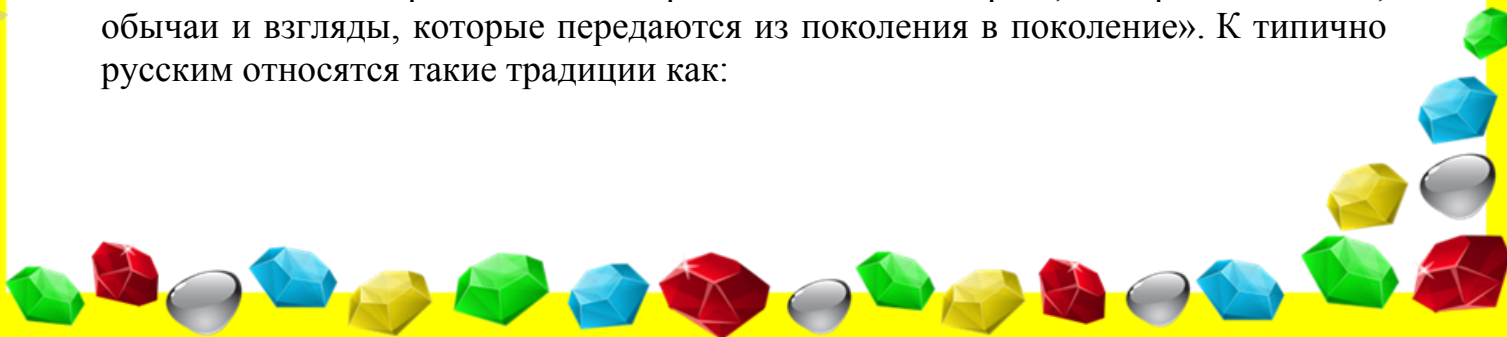 обычаи и взгляды, которые передаются из поколения в поколение». К типично
русским относятся такие традиции как: